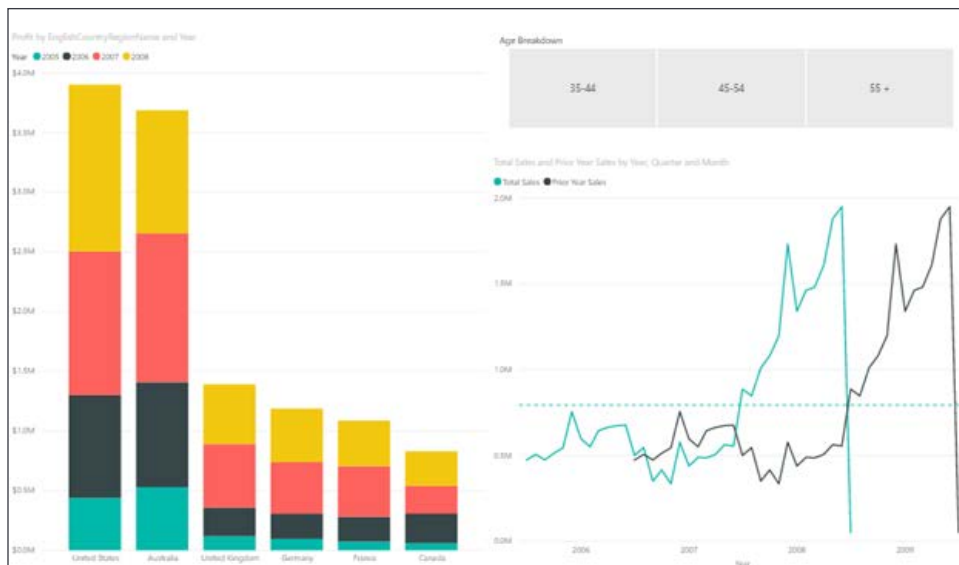 Profit by EnglishCountryRegionName and Year
Year 2005 2006 2007 2008
$4.0M
$3.5M
$3.0M
$2.5M
$2.0M
$1.5M
$1.0M
$0.5M
$0.0M
United States Australia United Kingdom Germany France Canada
Age Breakdown
35-44 45-54 55 +
Total Sales and Prior Year Sales by Year, Quarter and Month
Total Sales Prior Year Sales
2.0M
1.5M
1.0M
0.5M
0.0M
2006 2007 2008 2009
Year